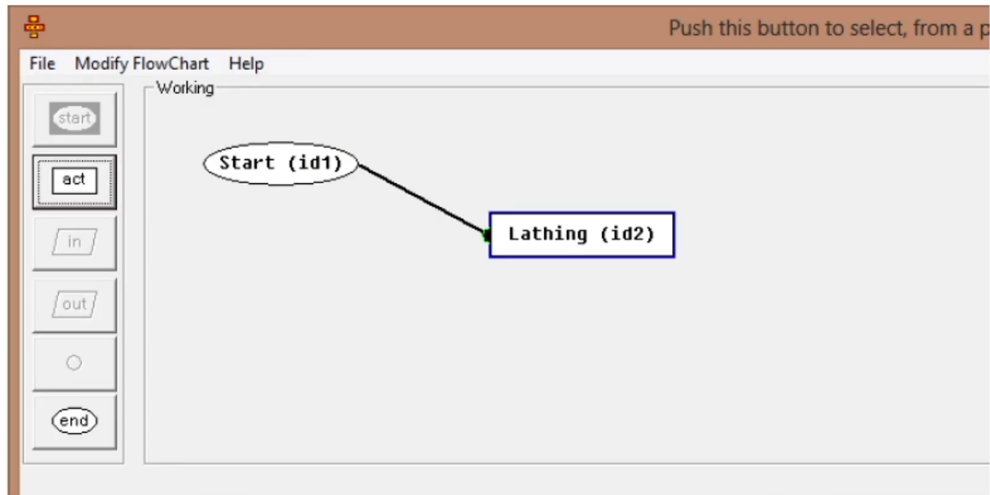 Push this button to select, from a p
File Modify FlowChart Help
Working
start
act
in
out
end
Start (id1)
Lathing (id2)